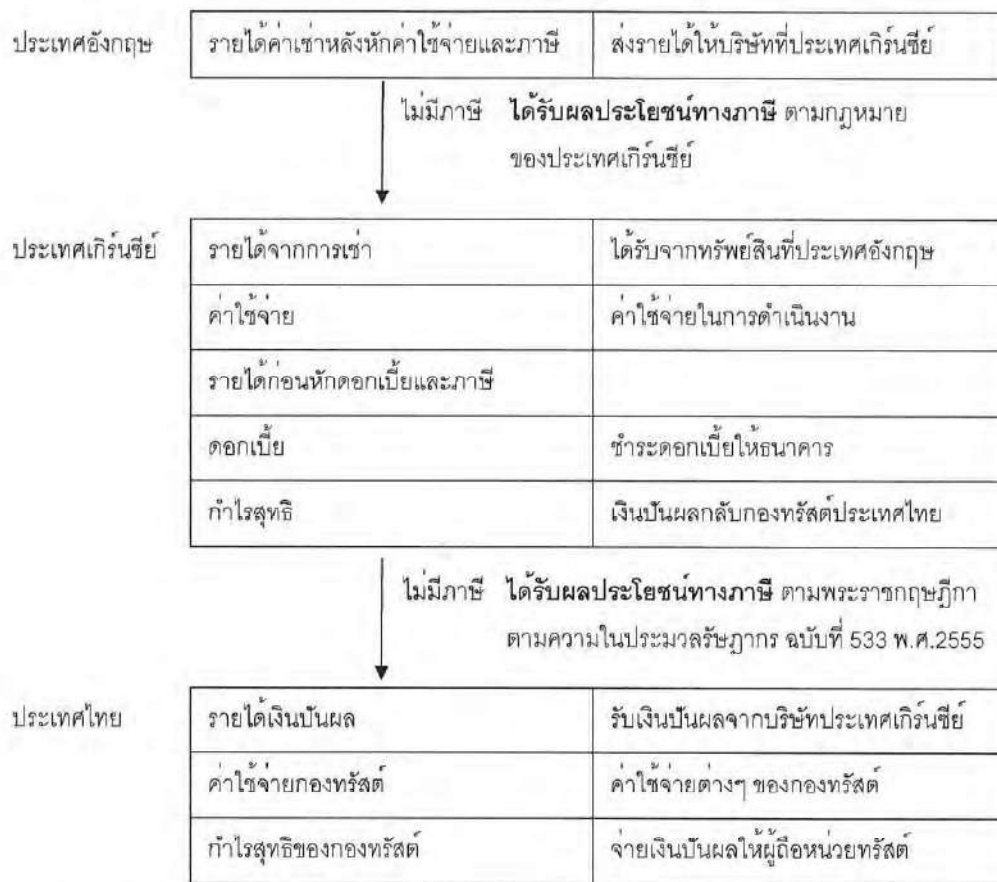 ประเทศอังกฤษ รายได้ค่าเช่าหลังหักค่าใช้จ่ายและภาษี ส่งรายได้ให้บริษัทที่ประเทศเกิร์นซีย์
ไม่มีภาษี ได้รับผลประโยชน์ทางภาษี ตามกฎหมาย
ของประเทศเกิร์นซีย์
ประเทศเกิร์นซีย์ รายได้จากการเช่า ได้รับจากทรัพย์สินที่ประเทศอังกฤษ
ค่าใช้จ่าย ค่าใช้จ่ายในการดำเนินงาน
รายได้ก่อนหักดอกเบี้ยและภาษี
ดอกเบี้ย ชำระดอกเบี้ยให้ธนาคาร
กำไรสุทธิ เงินปันผลกลับกองทรัสต์ประเทศไทย
ไม่มีภาษี ได้รับผลประโยชน์ทางภาษี ตามพระราชกฤษฎีกา
ตามความในประมวลรัษฎากร ฉบับที่ 533 พ.ศ.2555
ประเทศไทย รายได้เงินปันผล รับเงินปันผลจากบริษัทประเทศเกิร์นซีย์
ค่าใช้จ่ายกองทรัสต์ ค่าใช้จ่ายต่างๆ ของกองทรัสต์
กำไรสุทธิของกองทรัสต์ จ่ายเงินปันผลให้ผู้ถือหน่วยทรัสต์